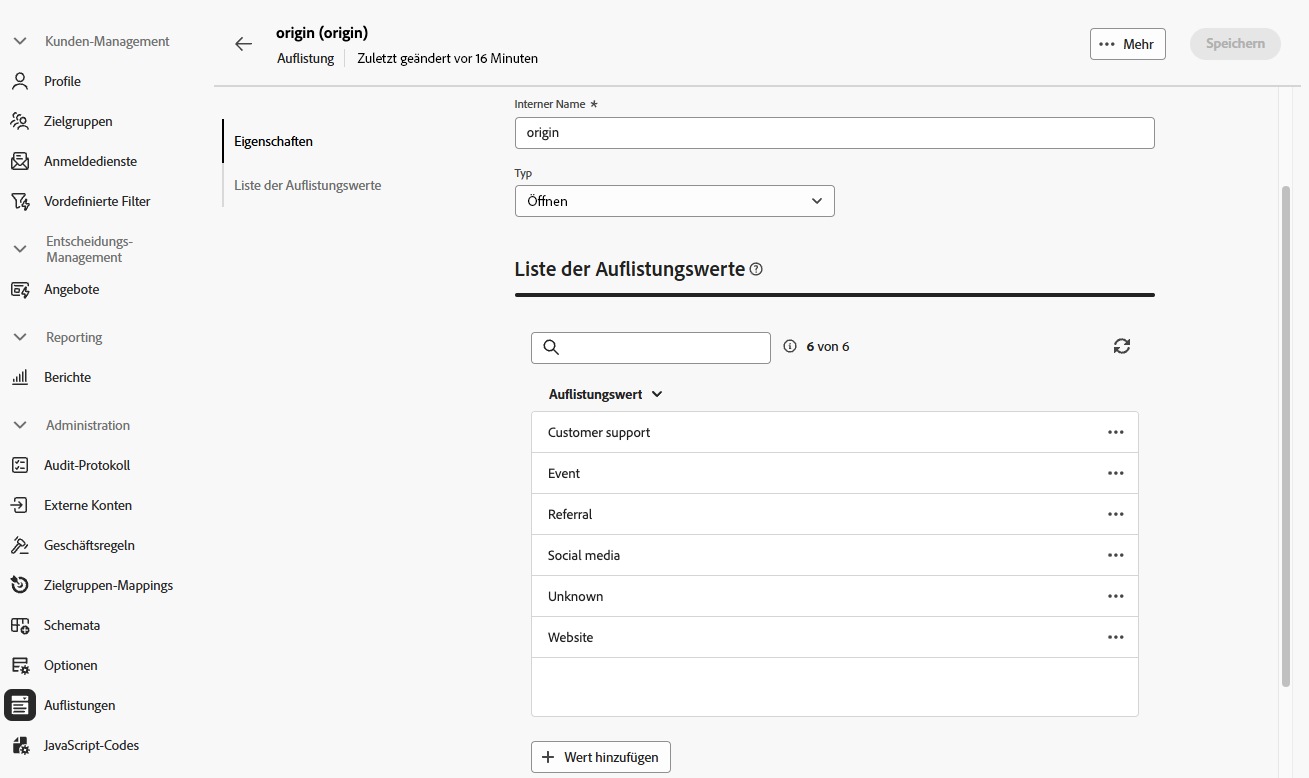 Kunden-Management
Profile
Zielgruppen
Anmeldedienste
Vordefinierte Filter
Entscheidungs-
Management
Angebote
Reporting
Berichte
Administration
Audit-Protokoll
Externe Konten
Geschäftsregeln
Zielgruppen-Mappings
Schemata
Optionen
Auflistungen
JavaScript-Codes
origin (origin)
Auflistung Zuletzt geändert vor 16 Minuten
Mehr
Speichern
Eigenschaften
Liste der Auflistungswerte
Interner Name *
origin
Typ
Öffnen
Liste der Auflistungswerte
6 von 6
Auflistungswert
Customer support
Event
Referral
Social media
Unknown
Website
Wert hinzufügen